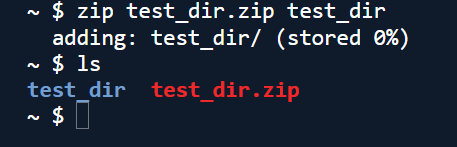 ~ $ zip test_dir.zip test_dir
  adding: test_dir/ (stored 0%)
~ $ ls
test_dir  test_dir.zip
~ $